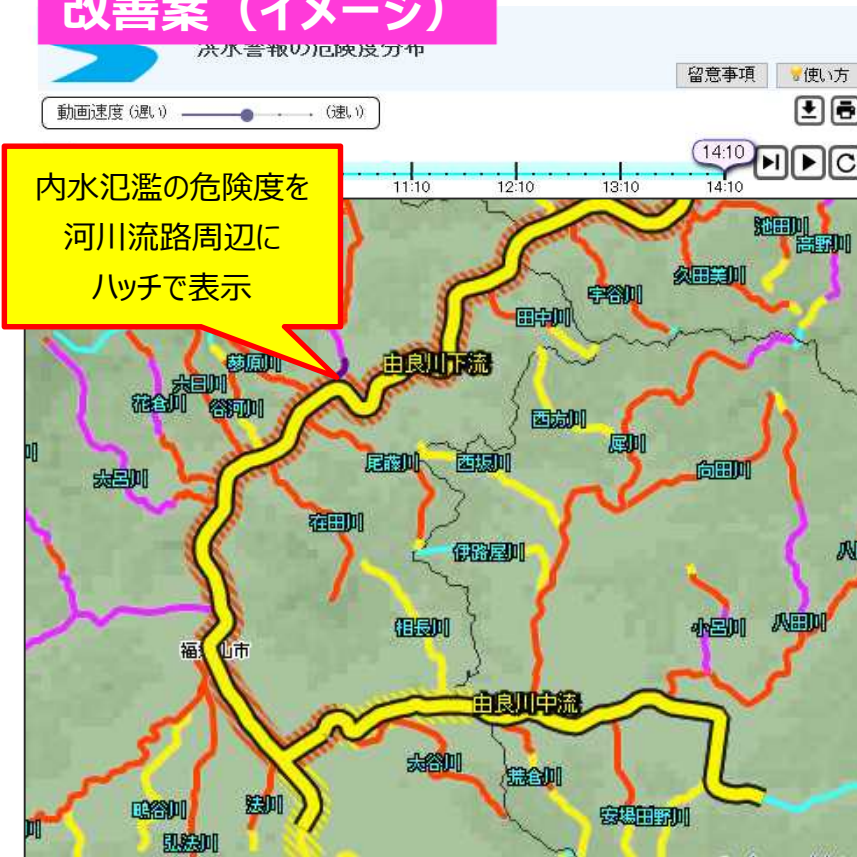 改善案（イメージ）
洪水警報の危険度分布
留意事項
使い方
動画速度 (遅い)
(速い)
14:10
11:10
12:10
13:10
14:10
内水氾濫の危険度を
河川流路周辺に
ハッチで表示
池田川
高野川
久田美川
宇谷川
田中川
由良川下流
蓼原川
大日川
花倉川
谷河川
西方川
犀川
尾藤川
西坂川
向田川
大呂川
在田川
伊路屋川
相長川
小呂川
八田川
山市
由良川中流
大谷川
荒倉川
安場田野川
鴫谷川
法川
弘法川